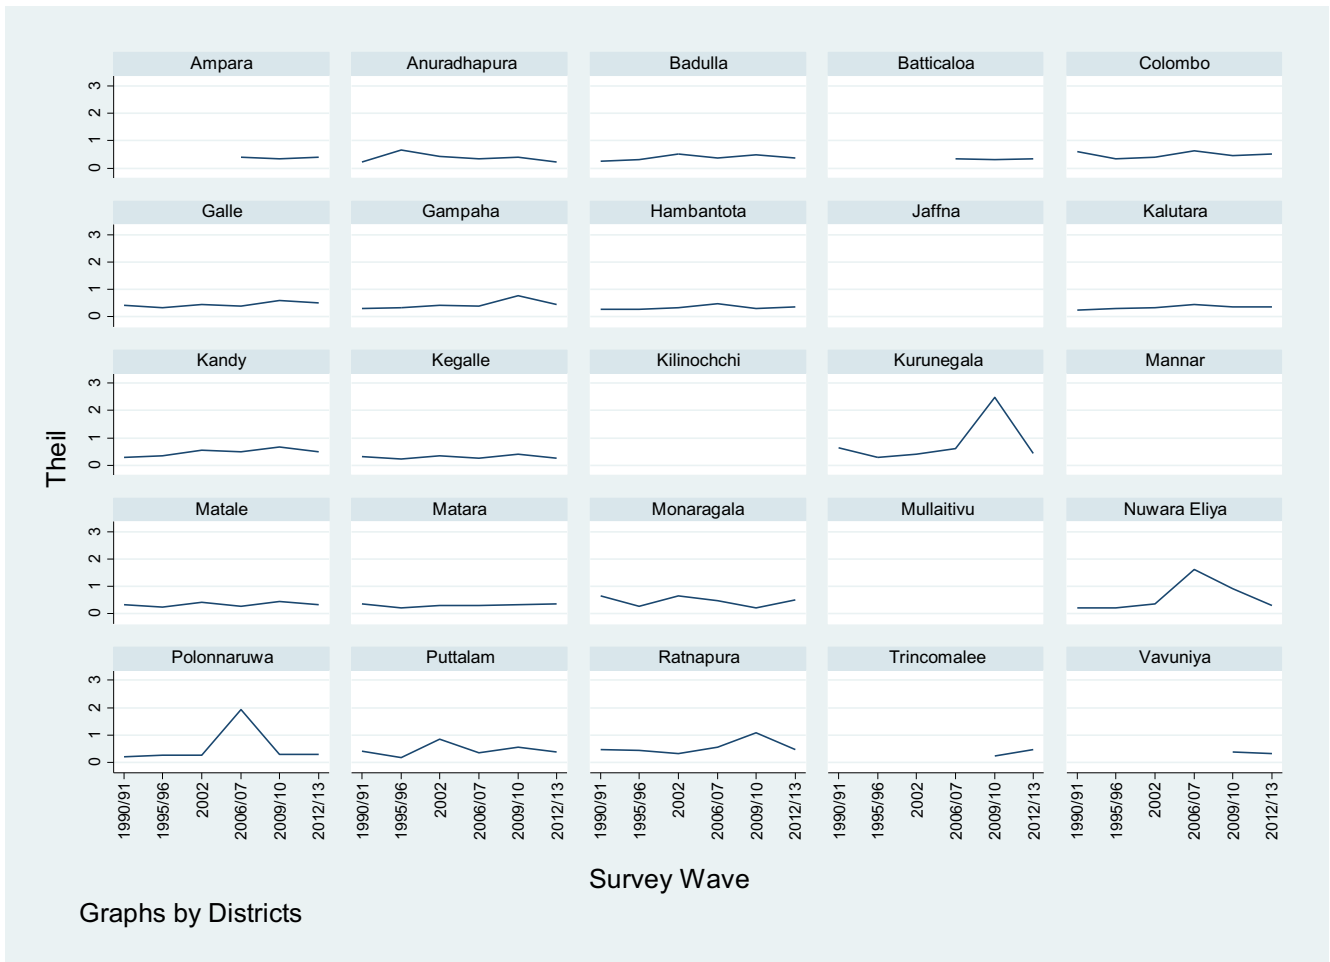 Ampara Anuradhapura Badulla Batticaloa Colombo
3
2
1
0
Galle Gampaha Hambantota Jaffna Kalutara
3
2
1
0
Kandy Kegalle Kilinochchi Kurunegala Mannar
3
2
1
0
Matale Matara Monaragala Mullaitivu Nuwara Eliya
3
2
1
0
Polonnaruwa Puttalam Ratnapura Trincomalee Vavuniya
3
2
1
0
Theil
1990/91 1995/96 2002 2006/07 2009/10 2012/13 1990/91 1995/96 2002 2006/07 2009/10 2012/13 1990/91 1995/96 2002 2006/07 2009/10 2012/13 1990/91 1995/96 2002 2006/07 2009/10 2012/13 1990/91 1995/96 2002 2006/07 2009/10 2012/13
Survey Wave
Graphs by Districts